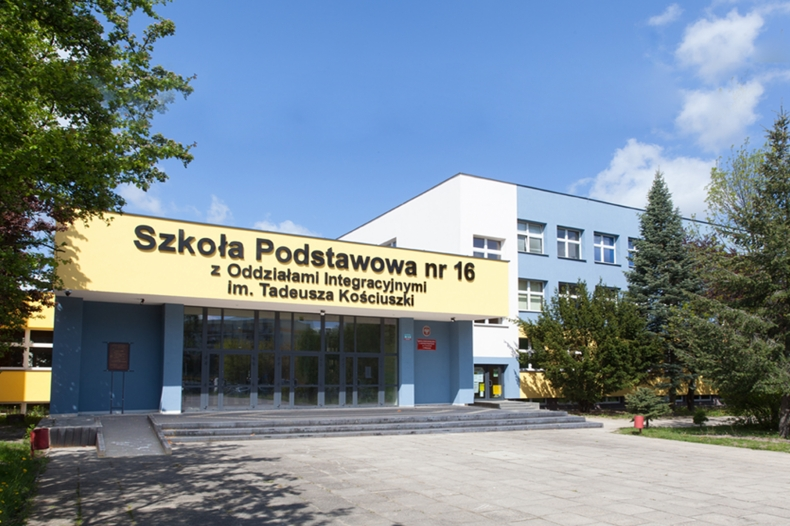 Szkoła Podstawowa nr 16
z Oddziałami Integracyjnymi
im. Tadeusza Kościuszki